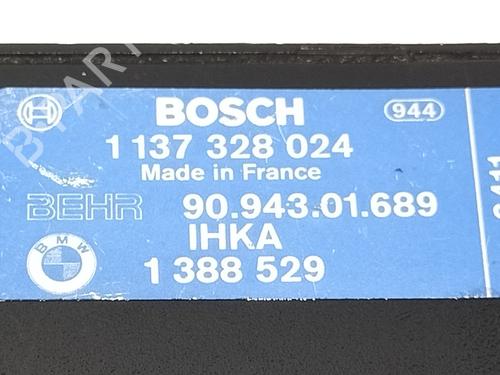 BOSCH 944
1 137 328 024
Made in France
BEHR 90.943.01.689
IHKA
BMW
1 388 529